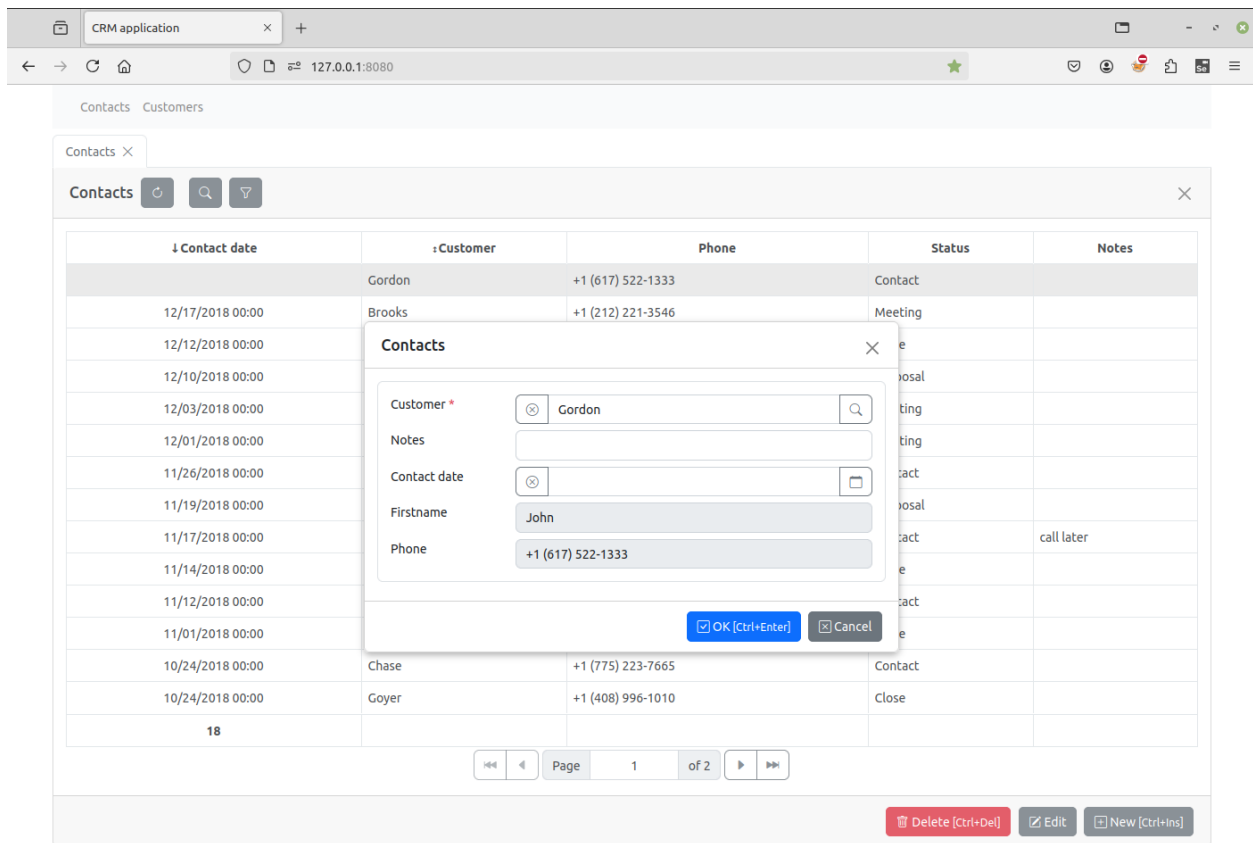 CRM application
127.0.0.1:8080
Contacts Customers
Contacts
Contacts
Contact date Customer Phone Status Notes
Gordon +1 (617) 522-1333 Contact
12/17/2018 00:00 Brooks +1 (212) 221-3546 Meeting
12/12/2018 00:00
12/10/2018 00:00
12/03/2018 00:00
12/01/2018 00:00
11/26/2018 00:00
11/19/2018 00:00
11/17/2018 00:00 call later
11/14/2018 00:00
11/12/2018 00:00
11/01/2018 00:00
Contacts
Customer * Gordon
Notes
Contact date
Firstname John
Phone +1 (617) 522-1333
OK [Ctrl+Enter] Cancel
10/24/2018 00:00 Chase +1 (775) 223-7665 Contact
10/24/2018 00:00 Goyer +1 (408) 996-1010 Close
18
Page 1 of 2
Delete [Ctrl+Del] Edit New [Ctrl+Ins]